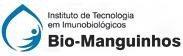 Instituto de Tecnologia
em Imunobiológicos
Bio-Manguinhos